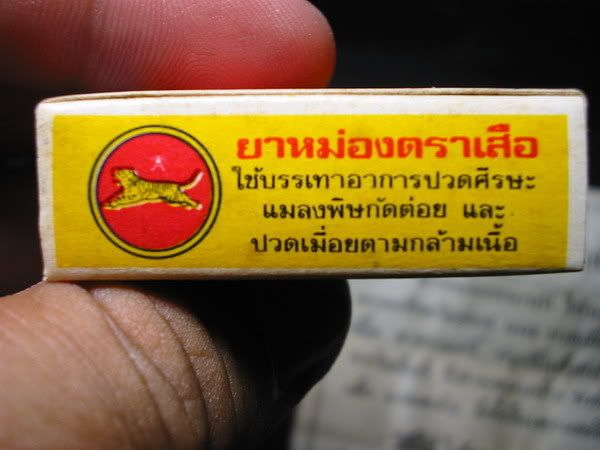 ยาหม่องตราเสือ
ใช้บรรเทาอาการปวดศีรษะ
แมลงพิษกัดต่อย และ
ปวดเมื่อยตามกล้ามเนื้อ